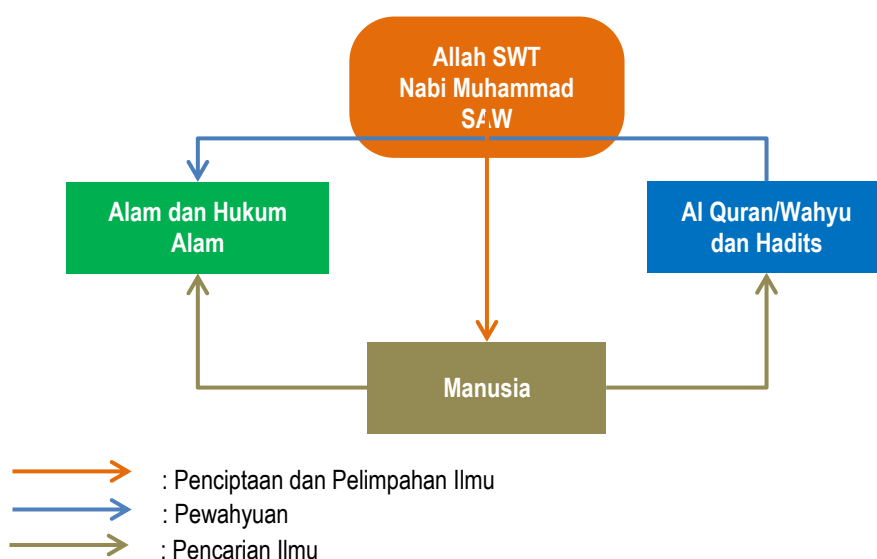 Allah SWT
Nabi Muhammad
SAW
Alam dan Hukum
Alam
Al Quran/Wahyu
dan Hadits
Manusia
: Penciptaan dan Pelimpahan Ilmu
: Pewahyuan
: Pencarian Ilmu